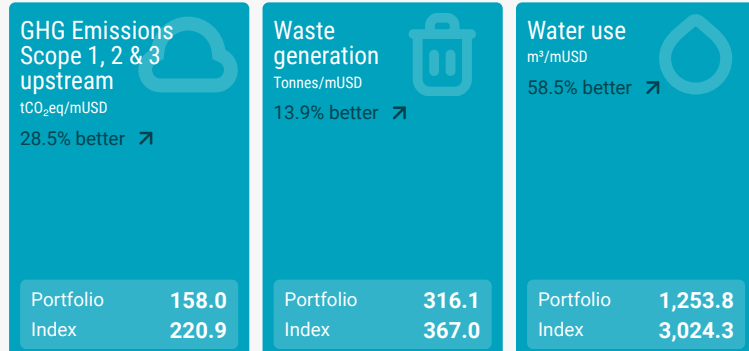 GHG Emissions
Scope 1, 2 & 3
upstream
tCO₂eq/mUSD
28.5% better
Portfolio 158.0
Index 220.9
Waste
generation
Tonnes/mUSD
13.9% better
Portfolio 316.1
Index 367.0
Water use
m³/mUSD
58.5% better
Portfolio 1,253.8
Index 3,024.3